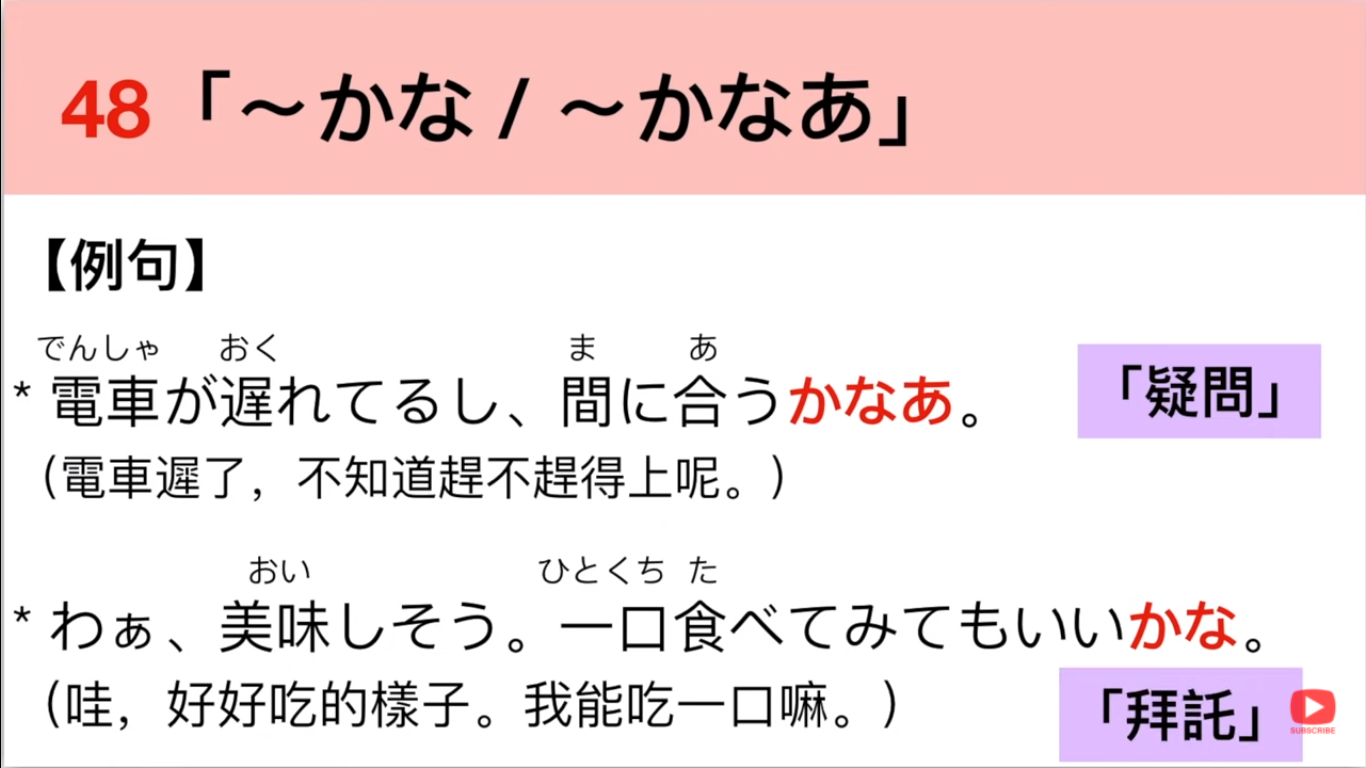 48「～かな / ～かなあ」
【例句】
でんしゃ おく ま あ
* 電車が遅れてるし、間に合うかなあ。
「疑問」
（電車遲了，不知道趕不趕得上呢。）
おい ひとくち た
* わぁ、美味しそう。一口食べてみてもいいかな。
（哇，好好吃的樣子。我能吃一口嘛。）
「拜託」
SUBSCRIBE